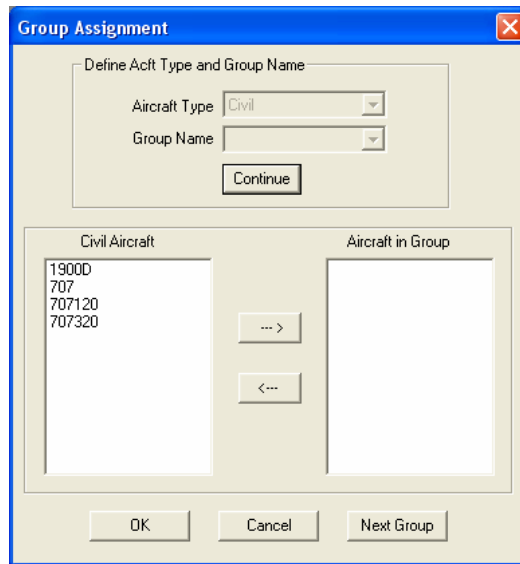 Group Assignment
Define Acft Type and Group Name
Aircraft Type Civil
Group Name
Continue
Civil Aircraft
Aircraft in Group
1900D
707
707120
707320
--- >
<---
OK
Cancel
Next Group